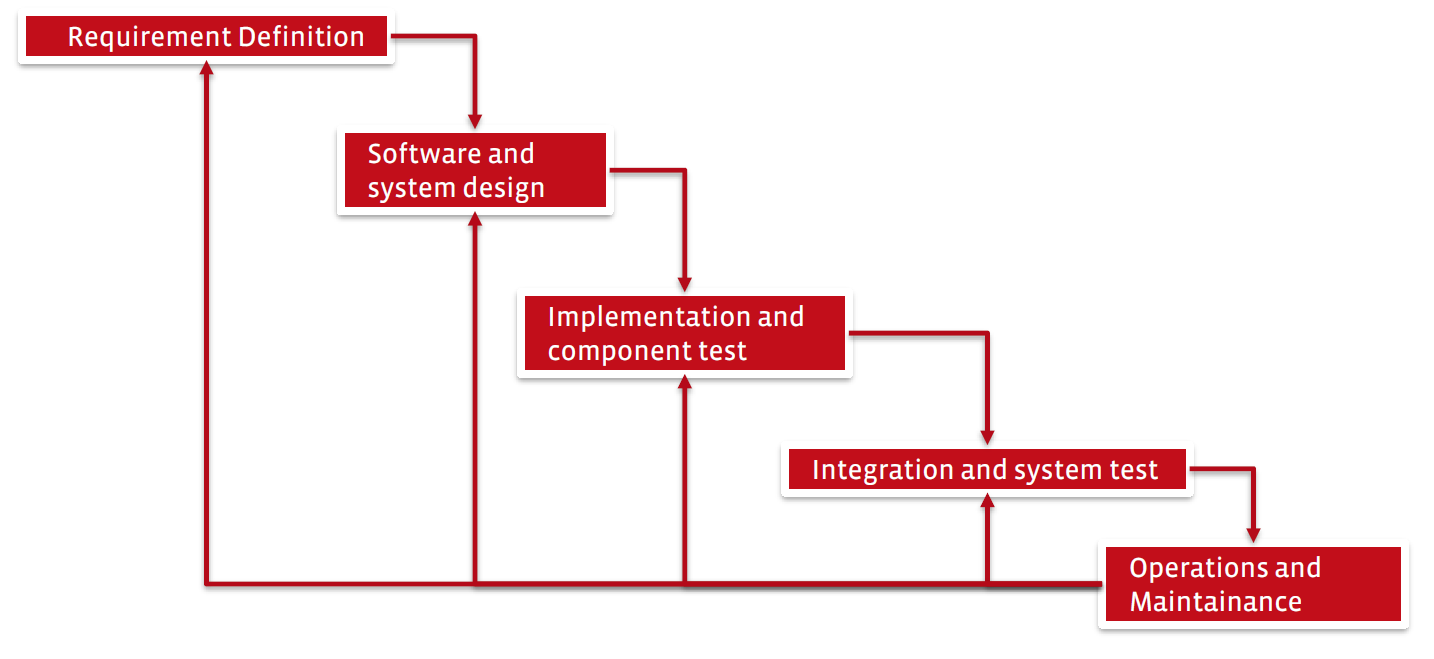 Requirement Definition
Software and
system design
Implementation and
component test
Integration and system test
Operations and
Maintainance